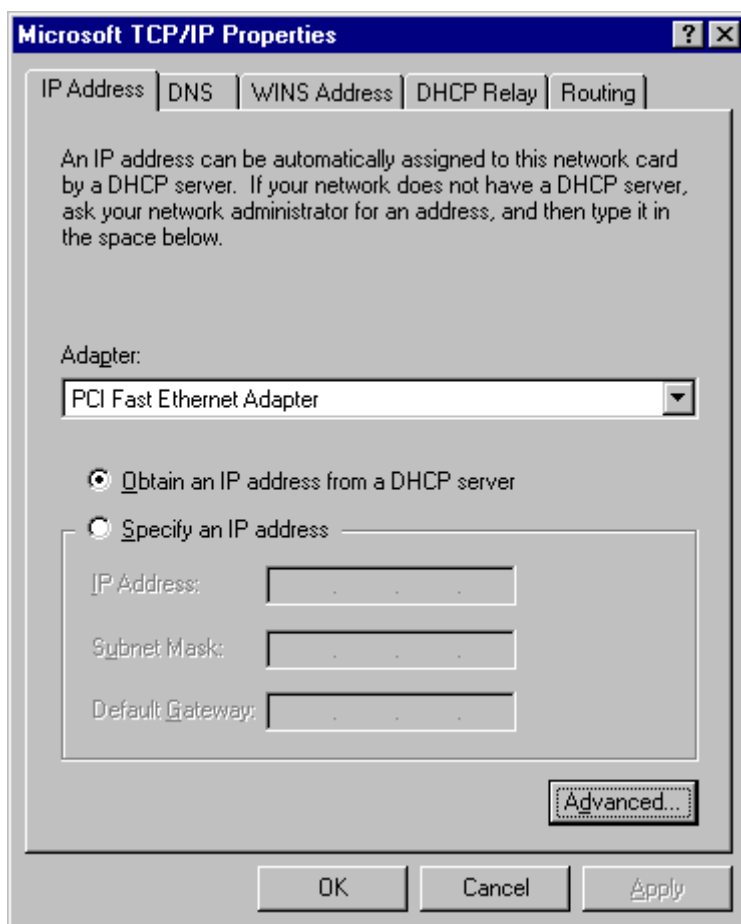 Microsoft TCP/IP Properties
IP Address DNS WINS Address DHCP Relay Routing
An IP address can be automatically assigned to this network card
by a DHCP server. If your network does not have a DHCP server,
ask your network administrator for an address, and then type it in
the space below.
Adapter:
PCI Fast Ethernet Adapter
Obtain an IP address from a DHCP server
Specify an IP address
IP Address:
Subnet Mask:
Default Gateway:
Advanced...
OK Cancel Apply